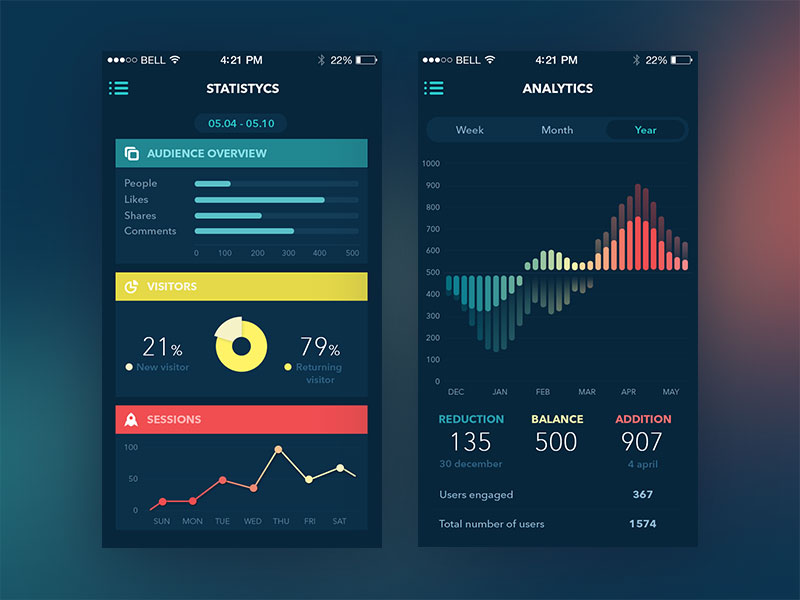 BELL 4:21 PM 22%
STATISTYCS
05.04 - 05.10
AUDIENCE OVERVIEW
People
Likes
Shares
Comments
0 100 200 300 400 500
VISITORS
21% 79%
New visitor Returning
visitor
SESSIONS
100
50
0
SUN MON TUE WED THU FRI SAT
BELL 4:21 PM 22%
ANALYTICS
Week Month Year
1000
900
800
700
600
500
400
300
200
100
0
DEC JAN FEB MAR APR MAY
REDUCTION BALANCE ADDITION
135 500 907
30 december 4 april
Users engaged 367
Total number of users 1574